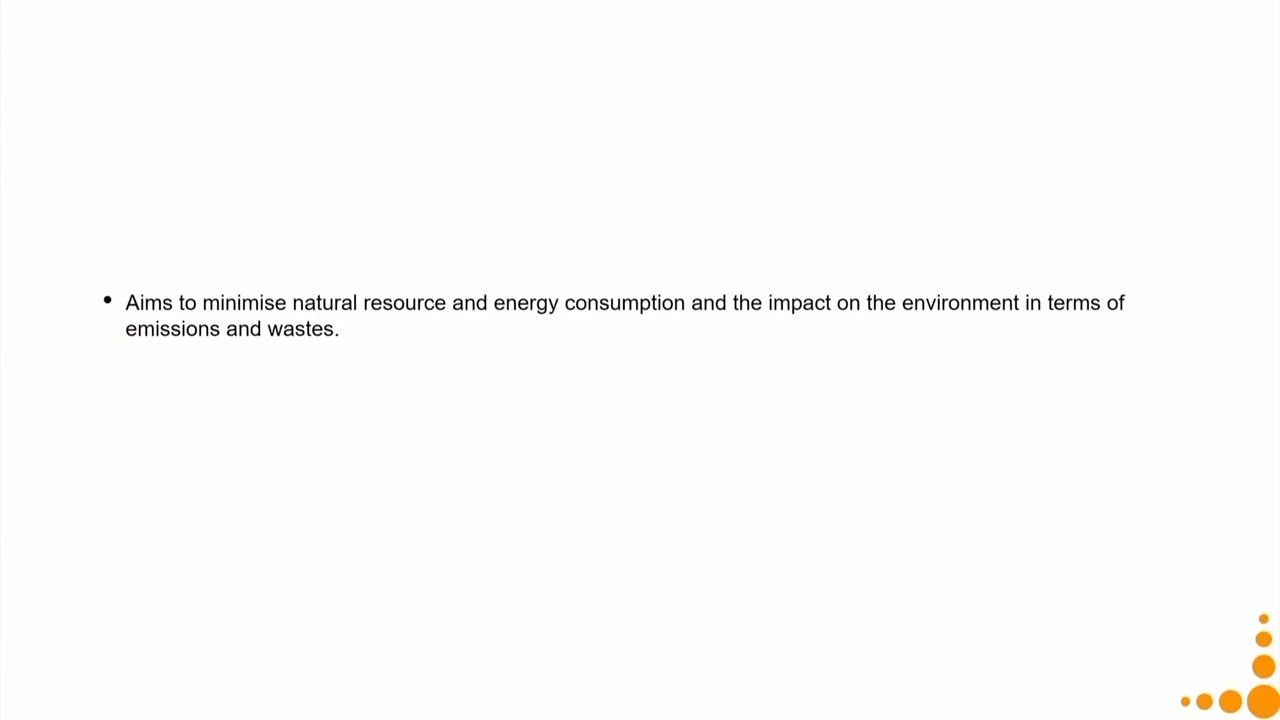 • Aims to minimise natural resource and energy consumption and the impact on the environment in terms of
emissions and wastes.